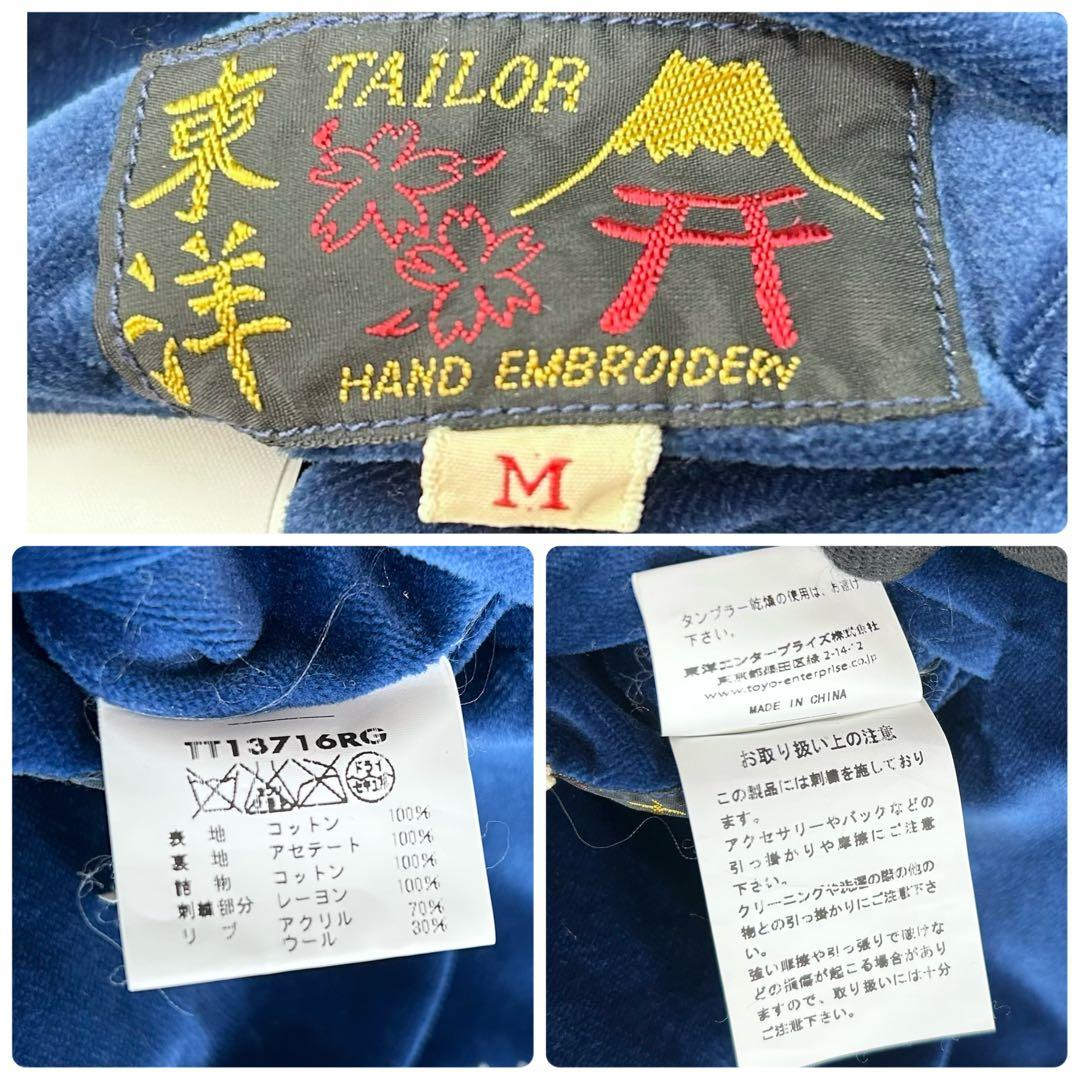 東洋
TAILOR
HAND EMBROIDERY
M
TT13716RG
ドライ
セキユ系
表地 コットン 100%
裏地 アセテート 100%
詰物 コットン 100%
刺繍部分 レーヨン 100%
リブ アクリル 70%
ウール 30%
タンブラー乾燥の使用は、お避け
下さい。
東洋エンタープライズ株式会社
東京都墨田区緑 2-14-12
www.toyo-enterprise.co.jp
MADE IN CHINA
お取り扱い上の注意
この製品には刺繍を施しており
ます。
アクセサリーやバックなどの
引っ掛かりや摩擦にご注意
下さい。
クリーニングや洗濯の際の他の
物との引っ掛かりにご注意下さ
い。
強い摩擦や引っ張りで ほけな
どの損傷が起こる場合があり
ますので、取り扱いには十分
ご注意下さい。